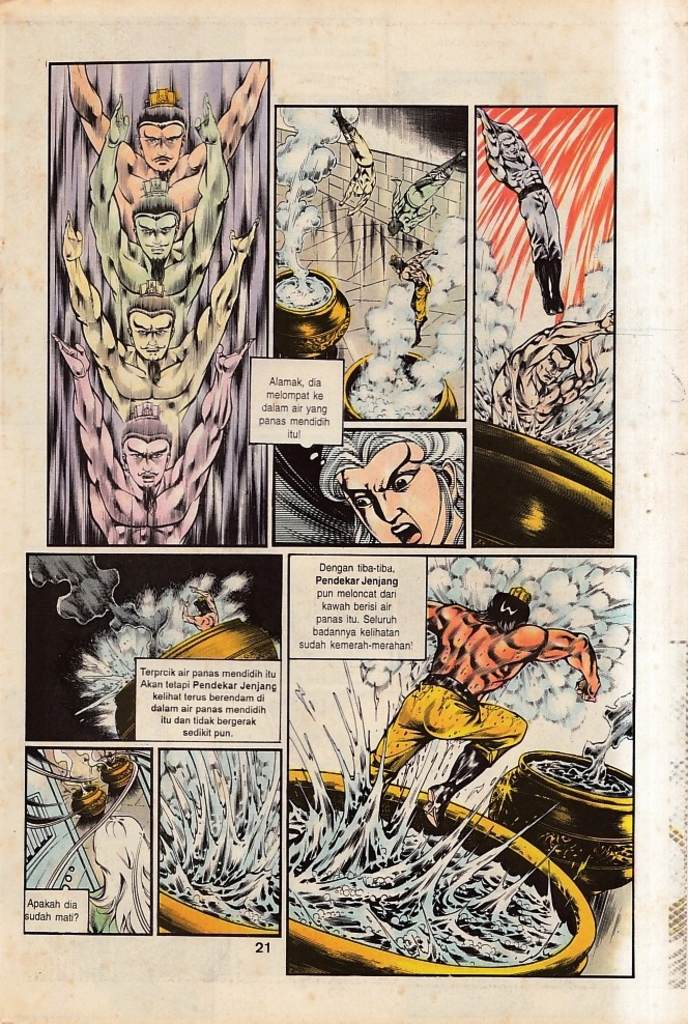 Alamak, dia
melompat ke
dalam air yang
panas mendidih
itu!
Terprcik air panas mendidih itu
Akan tetapi Pendekar Jenjang
kelihat terus berendam di
dalam air panas mendidih
itu dan tidak bergerak
sedikit pun.
Dengan tiba-tiba,
Pendekar Jenjang
pun meloncat dari
kawah berisi air
panas itu. Seluruh
badannya kelihatan
sudah kemerah-merahan!
Apakah dia
sudah mati?
21